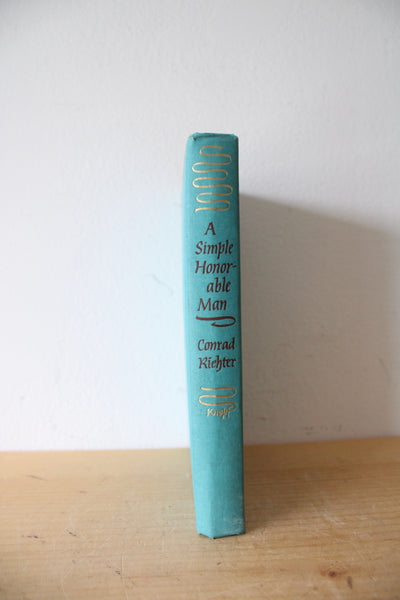 A
Simple
Honor-
able
Man
Conrad
Richter
Knopf